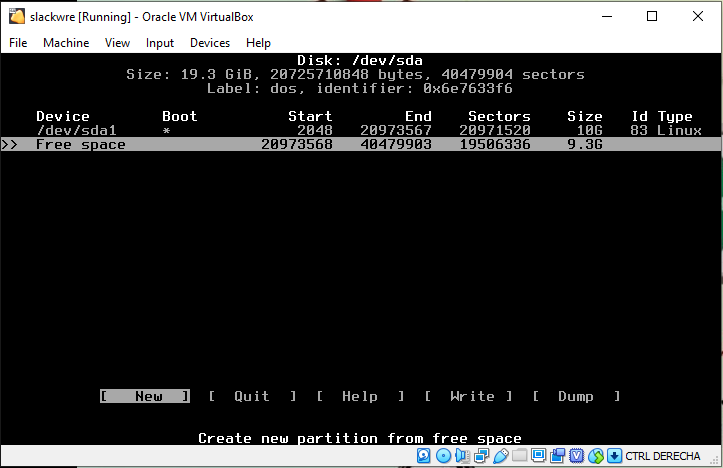 slackwre [Running] - Oracle VM VirtualBox
File Machine View Input Devices Help
Disk: /dev/sda
Size: 19.3 GiB, 20725710848 bytes, 40479904 sectors
Label: dos, identifier: 0x6e7633f6
Device Boot Start End Sectors Size Id Type
/dev/sda1 * 2048 20973567 20971520 10G 83 Linux
>> Free space 20973568 40479903 19506336 9.3G
[ New ] [ Quit ] [ Help ] [ Write ] [ Dump ]
Create new partition from free space
CTRL DERECHA